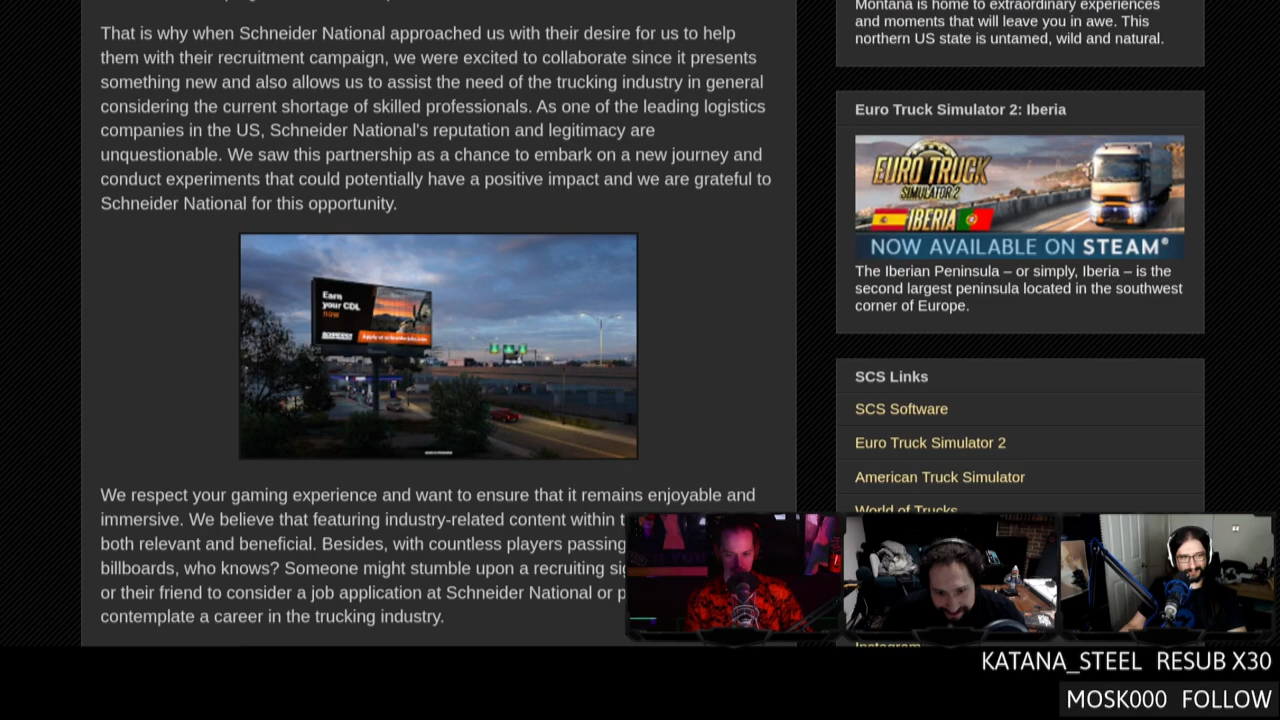 That is why when Schneider National approached us with their desire for us to help
them with their recruitment campaign, we were excited to collaborate since it presents
something new and also allows us to assist the need of the trucking industry in general
considering the current shortage of skilled professionals. As one of the leading logistics
companies in the US, Schneider National's reputation and legitimacy are
unquestionable. We saw this partnership as a chance to embark on a new journey and
conduct experiments that could potentially have a positive impact and we are grateful to
Schneider National for this opportunity.
Earn
your CDL
now
SCHNEIDER
Apply at schneiderjobs.com
We respect your gaming experience and want to ensure that it remains enjoyable and
immersive. We believe that featuring industry-related content within
both relevant and beneficial. Besides, with countless players passing
billboards, who knows? Someone might stumble upon a recruiting
or their friend to consider a job application at Schneider National or
contemplate a career in the trucking industry.
Montana is home to extraordinary experiences
and moments that will leave you in awe. This
northern US state is untamed, wild and natural.
Euro Truck Simulator 2: Iberia
EURO TRUCK
SIMULATOR 2
IBERIA
NOW AVAILABLE ON STEAM®
The Iberian Peninsula – or simply, Iberia – is the
second largest peninsula located in the southwest
corner of Europe.
SCS Links
SCS Software
Euro Truck Simulator 2
American Truck Simulator
World of Trucks
Instagram
KATANA_STEEL RESUB X30
MOSK000 FOLLOW